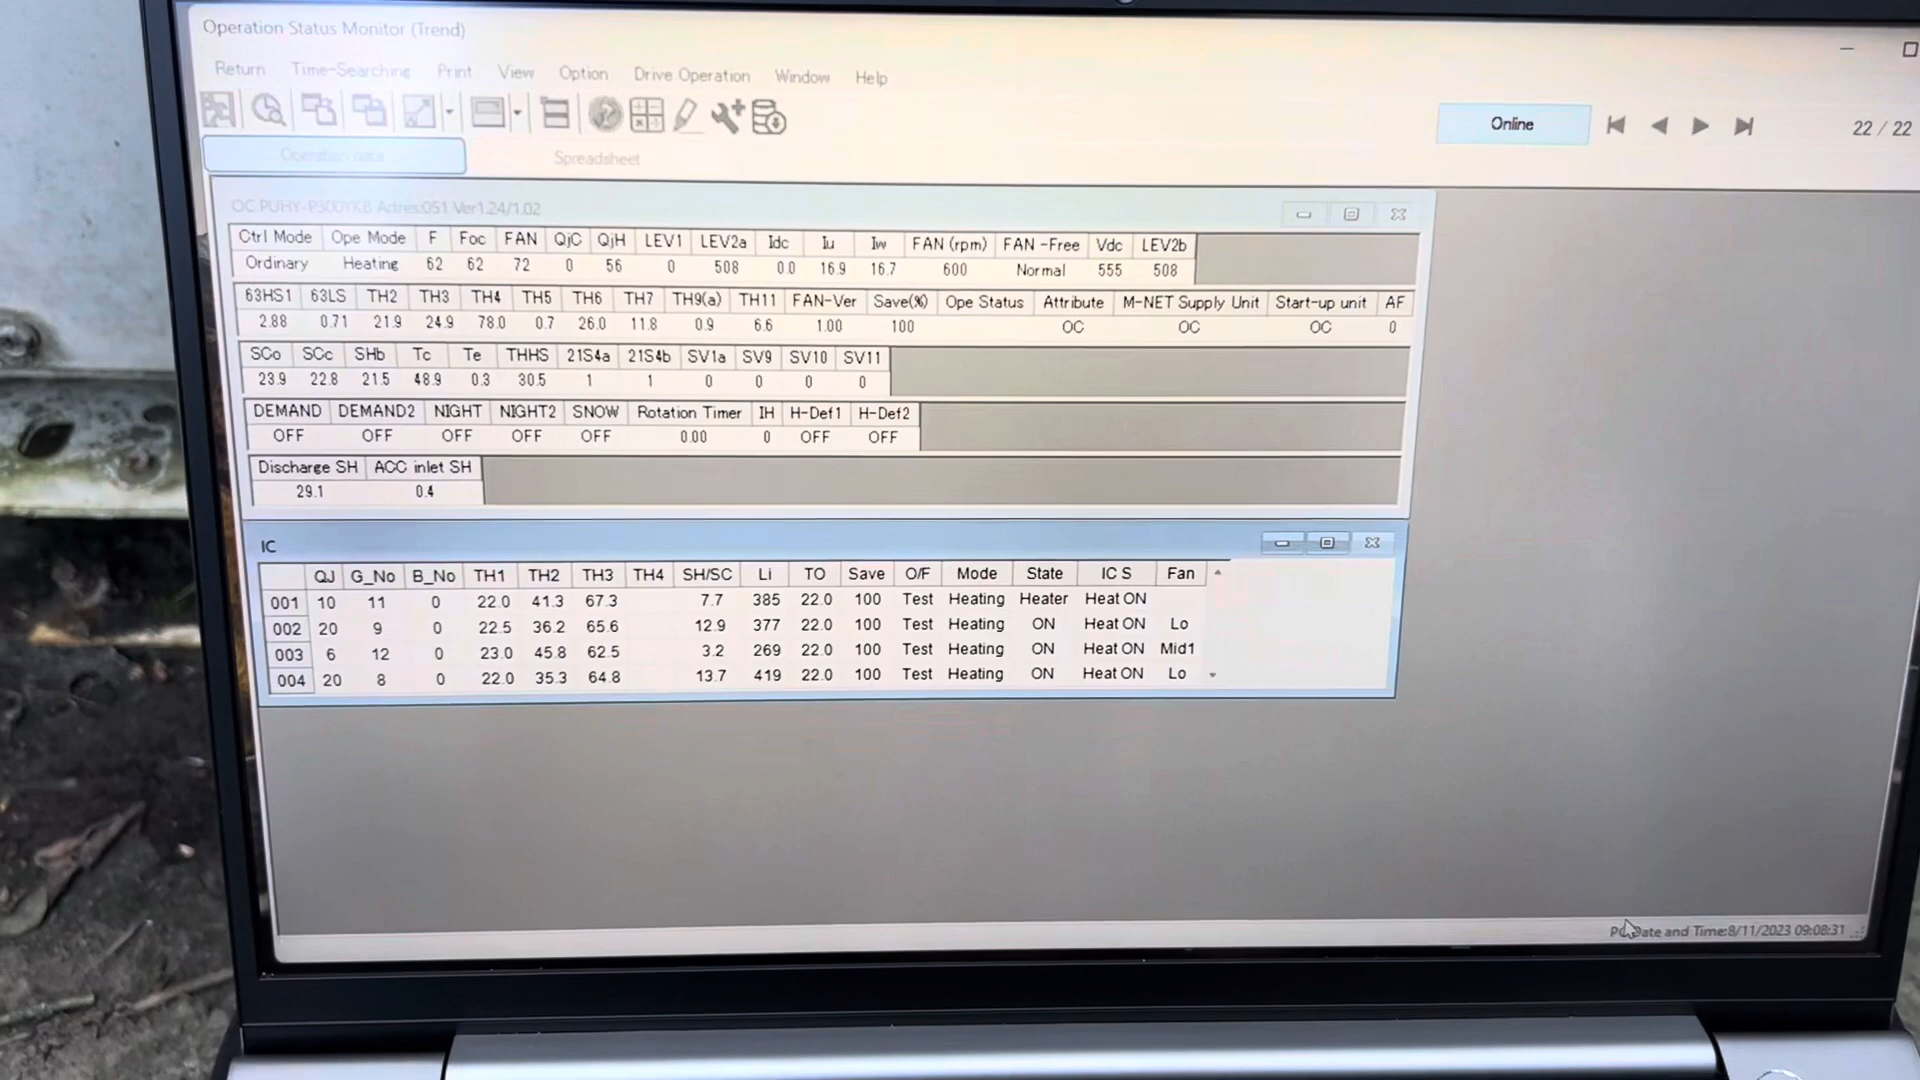 Operation Status Monitor (Trend)
Return Time-Searching Print View Option Drive Operation Window Help
Online 22 / 22
Operation data Spreadsheet
OC PUHY-P300YKB Adres:051 Ver1.24/1.02
Ctrl Mode Ope Mode F Foc FAN QjC QjH LEV1 LEV2a Idc Iu Iw FAN (rpm) FAN -Free Vdc LEV2b
Ordinary Heating 62 62 72 0 56 0 508 0.0 16.9 16.7 600 Normal 555 508
63HS1 63LS TH2 TH3 TH4 TH5 TH6 TH7 TH9(a) TH11 FAN-Ver Save(%) Ope Status Attribute M-NET Supply Unit Start-up unit AF
2.88 0.71 21.9 24.9 78.0 0.7 26.0 11.8 0.9 6.6 1.00 100 OC OC OC 0
SCo SCc SHb Tc Te THHS 21S4a 21S4b SV1a SV9 SV10 SV11
23.9 22.8 21.5 48.9 0.3 30.5 1 1 0 0 0 0
DEMAND DEMAND2 NIGHT NIGHT2 SNOW Rotation Timer IH H-Def1 H-Def2
OFF OFF OFF OFF OFF 0.00 0 OFF OFF
Discharge SH ACC inlet SH
29.1 0.4
IC
QJ G_No B_No TH1 TH2 TH3 TH4 SH/SC Li TO Save O/F Mode State IC S Fan
001 10 11 0 22.0 41.3 67.3 7.7 385 22.0 100 Test Heating Heater Heat ON
002 20 9 0 22.5 36.2 65.6 12.9 377 22.0 100 Test Heating ON Heat ON Lo
003 6 12 0 23.0 45.8 62.5 3.2 269 22.0 100 Test Heating ON Heat ON Mid1
004 20 8 0 22.0 35.3 64.8 13.7 419 22.0 100 Test Heating ON Heat ON Lo
PC Date and Time:8/11/2023 09:08:31